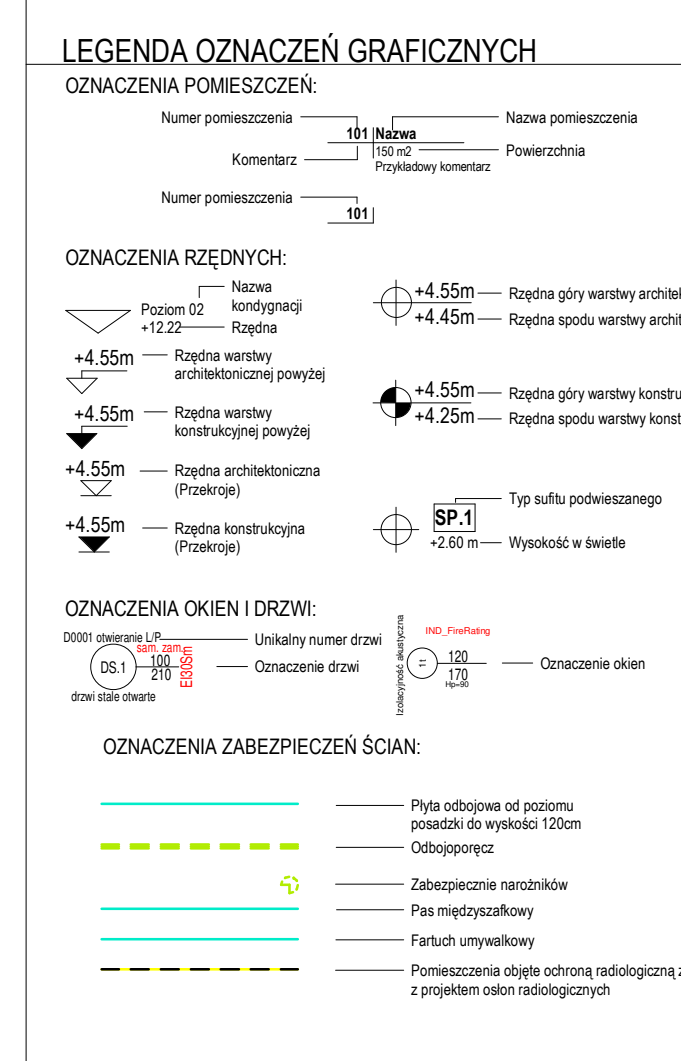 LEGENDA OZNACZEŃ GRAFICZNYCH
OZNACZENIA POMIESZCZEŃ:
Numer pomieszczenia
101 Nazwa
Nazwa pomieszczenia
Komentarz
150 m2
Powierzchnia
Przykładowy komentarz
Numer pomieszczenia
101
OZNACZENIA RZĘDNYCH:
Nazwa
kondygnacji
Poziom 02
+12.22
Rzędna
+4.55m
Rzędna warstwy
architektonicznej powyżej
+4.55m
Rzędna warstwy
konstrukcyjnej powyżej
+4.55m
Rzędna architektoniczna
(Przekroje)
+4.55m
Rzędna konstrukcyjna
(Przekroje)
+4.55m
Rzędna góry warstwy architek
+4.45m
Rzędna spodu warstwy archit
+4.55m
Rzędna góry warstwy konstru
+4.25m
Rzędna spodu warstwy konst
Typ sufitu podwieszanego
SP.1
+2.60 m
Wysokość w świetle
OZNACZENIA OKIEN I DRZWI:
D0001 otwieranie L/P
Unikalny numer drzwi
sam. zam.
DS.1
100
210
EI30Sm
Oznaczenie drzwi
drzwi stale otwarte
Izolacyjność akustyczna
IND_FireRating
1t
120
170
Hp=90
Oznaczenie okien
OZNACZENIA ZABEZPIECZEŃ ŚCIAN:
Płyta odbojowa od poziomu
posadzki do wyskości 120cm
Odbojoporęcz
Zabezpiecznie narożników
Pas międzyszafkowy
Fartuch umywalkowy
Pomieszczenia objęte ochroną radiologiczną z
z projektem osłon radiologicznych